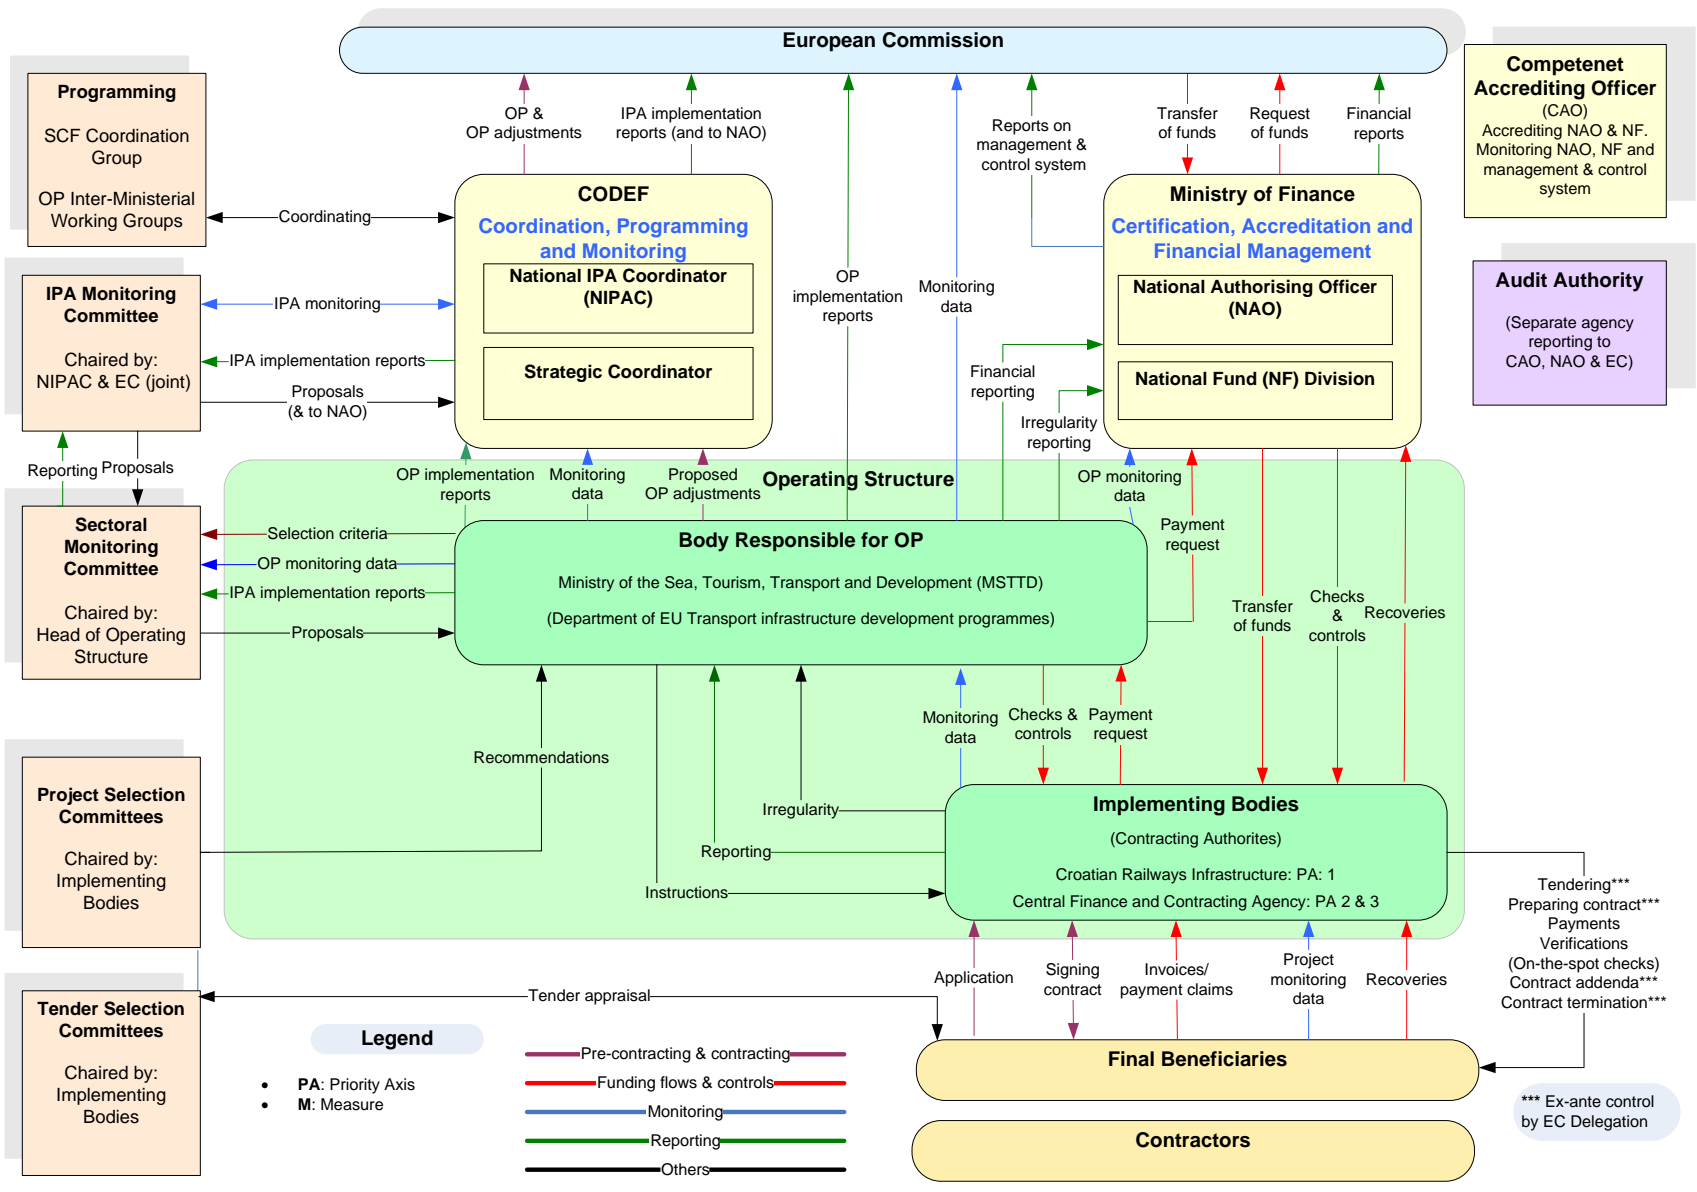 European Commission
Programming
SCF Coordination
Group
OP Inter-Ministerial
Working Groups
Competenet
Accrediting Officer
(CAO)
Accrediting NAO & NF.
Monitoring NAO, NF and
management & control
system
OP &
OP adjustments
IPA implementation
reports (and to NAO)
Reports on
management &
control system
Transfer
of funds
Request
of funds
Financial
reports
CODEF
Coordination, Programming
and Monitoring
National IPA Coordinator
(NIPAC)
Strategic Coordinator
Ministry of Finance
Certification, Accreditation and
Financial Management
National Authorising Officer
(NAO)
National Fund (NF) Division
Coordinating
IPA Monitoring
Committee
Chaired by:
NIPAC & EC (joint)
IPA monitoring
IPA implementation reports
Proposals
(& to NAO)
OP
implementation
reports
Monitoring
data
Financial
reporting
Irregularity
reporting
Audit Authority
(Separate agency
reporting to
CAO, NAO & EC)
Reporting
Proposals
OP implementation
reports
Monitoring
data
Proposed
OP adjustments
Operating Structure
OP monitoring
data
Payment
request
Sectoral
Monitoring
Committee
Chaired by:
Head of Operating
Structure
Selection criteria
OP monitoring data
IPA implementation reports
Proposals
Body Responsible for OP
Ministry of the Sea, Tourism, Transport and Development (MSTTD)
(Department of EU Transport infrastructure development programmes)
Transfer
of funds
Checks
&
controls
Recoveries
Recommendations
Monitoring
data
Checks &
controls
Payment
request
Irregularity
Reporting
Instructions
Project Selection
Committees
Chaired by:
Implementing
Bodies
Implementing Bodies
(Contracting Authorites)
Croatian Railways Infrastructure: PA: 1
Central Finance and Contracting Agency: PA 2 & 3
Tendering***
Preparing contract***
Payments
Verifications
(On-the-spot checks)
Contract addenda***
Contract termination***
Application
Signing
contract
Invoices/
payment claims
Project
monitoring
data
Recoveries
Tender appraisal
Tender Selection
Committees
Chaired by:
Implementing
Bodies
Legend
• PA: Priority Axis
• M: Measure
Pre-contracting & contracting
Funding flows & controls
Monitoring
Reporting
Others
Final Beneficiaries
Contractors
*** Ex-ante control
by EC Delegation